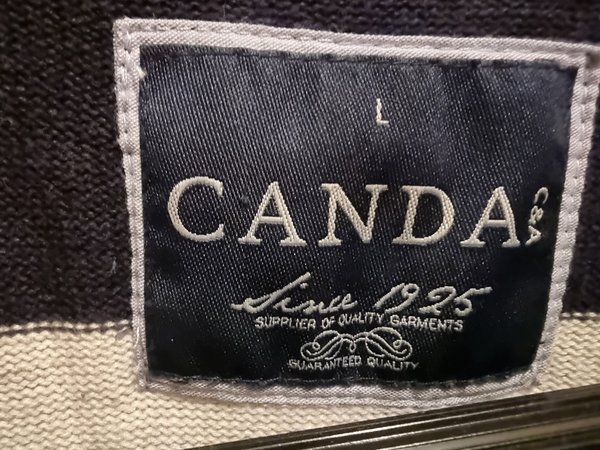 L
CANDA
C&A
Since 1925
SUPPLIER OF QUALITY GARMENTS
GUARANTEED QUALITY